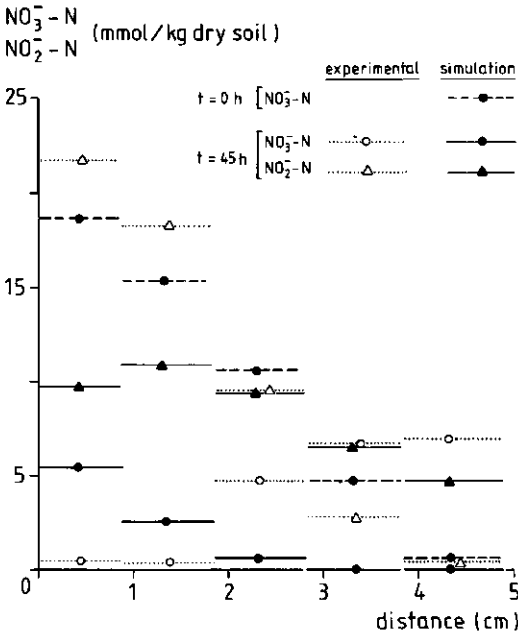 NO₃⁻-N
NO₂⁻-N (mmol/kg dry soil)
experimental simulation
t = 0 h [NO₃⁻-N
t = 45 h [NO₃⁻-N
NO₂⁻-N
25
15
5
0
0 1 2 3 4 5
distance (cm)